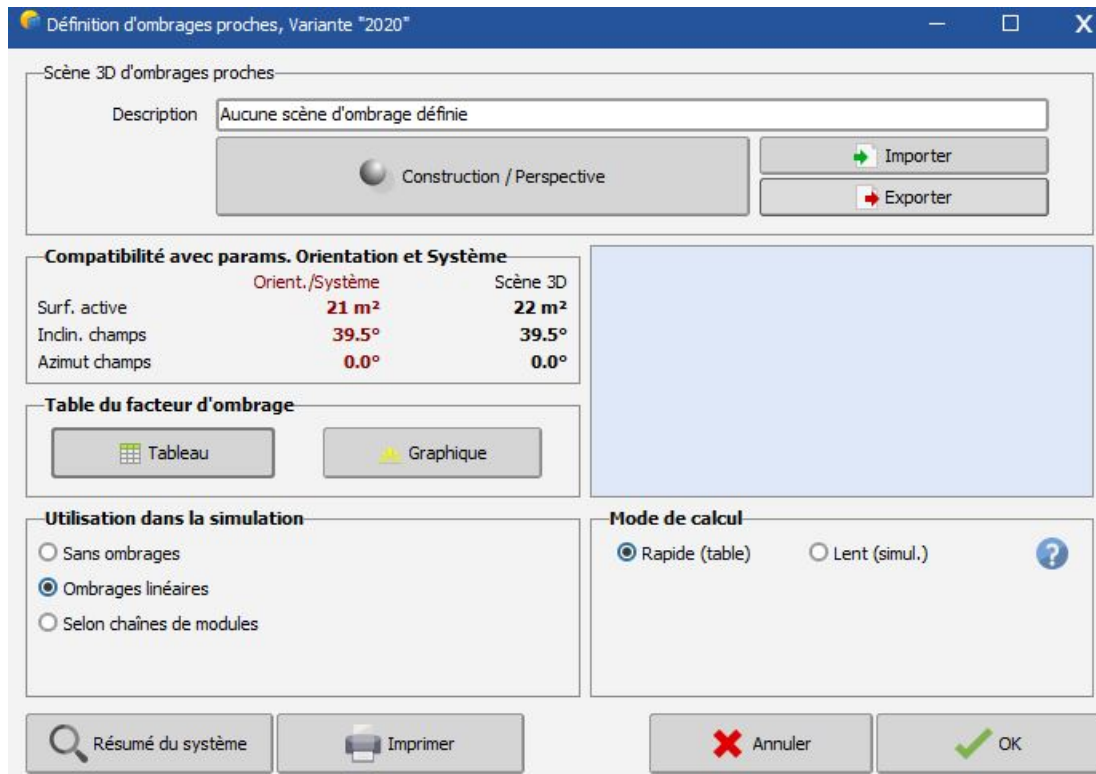 Définition d'ombrages proches, Variante "2020"
Scène 3D d'ombrages proches
Description Aucune scène d'ombrage définie
Construction / Perspective
Importer
Exporter
Compatibilité avec params. Orientation et Système
Orient./Système Scène 3D
Surf. active 21 m² 22 m²
Inclin. champs 39.5° 39.5°
Azimut champs 0.0° 0.0°
Table du facteur d'ombrage
Tableau Graphique
Utilisation dans la simulation
Sans ombrages
Ombrages linéaires
Selon chaînes de modules
Mode de calcul
Rapide (table) Lent (simul.) ?
Résumé du système Imprimer Annuler OK